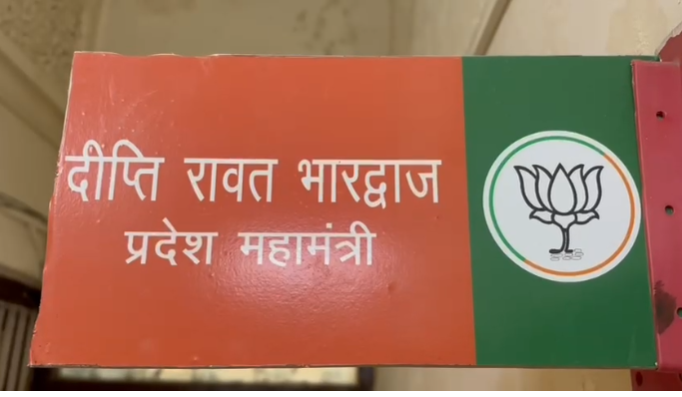 दीप्ति रावत भारद्वाज
प्रदेश महामंत्री